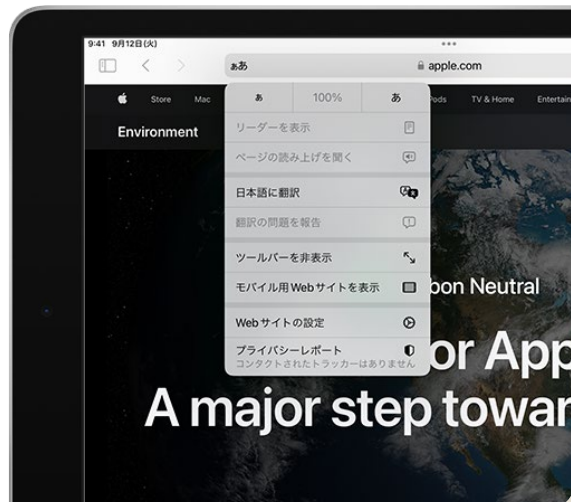 9:41 9月12日(火)
ぁあ
apple.com
Store Mac
TV & Home
Environment
あ 100% あ
リーダーを表示
ページの読み上げを聞く
日本語に翻訳
翻訳の問題を報告
ツールバーを非表示
モバイル用Webサイトを表示
Webサイトの設定
プライバシーレポート
コンタクトされたトラッカーはありません
Neutral
or
A major step